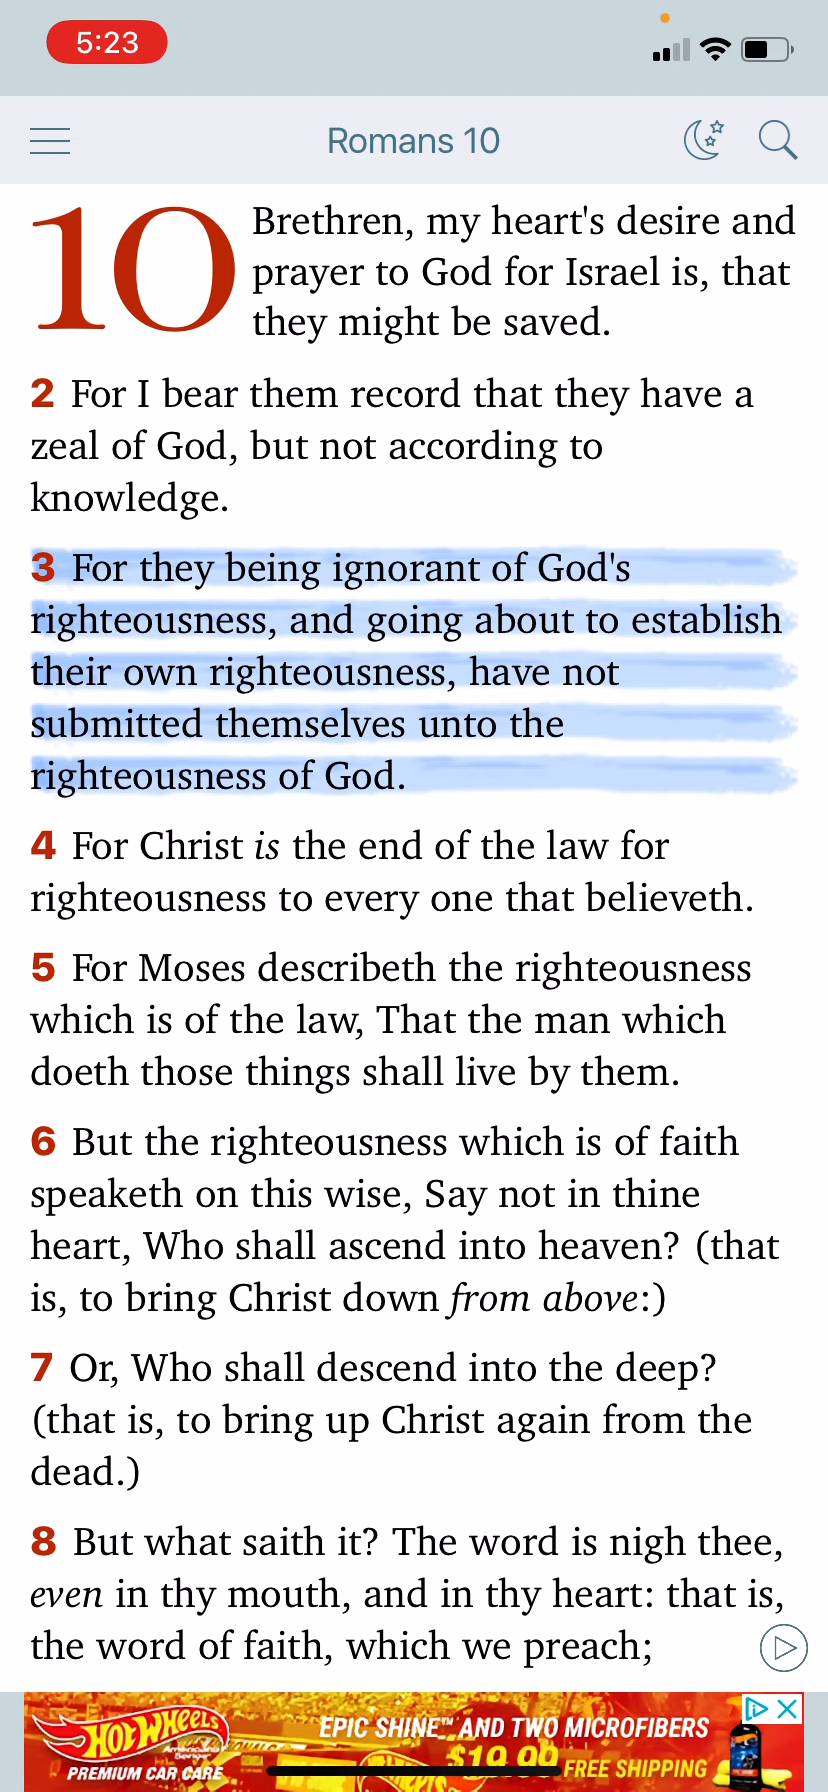 5:23
Romans 10
10 Brethren, my heart's desire and
prayer to God for Israel is, that
they might be saved.
2 For I bear them record that they have a
zeal of God, but not according to
knowledge.
3 For they being ignorant of God's
righteousness, and going about to establish
their own righteousness, have not
submitted themselves unto the
righteousness of God.
4 For Christ is the end of the law for
righteousness to every one that believeth.
5 For Moses describeth the righteousness
which is of the law, That the man which
doeth those things shall live by them.
6 But the righteousness which is of faith
speaketh on this wise, Say not in thine
heart, Who shall ascend into heaven? (that
is, to bring Christ down from above:)
7 Or, Who shall descend into the deep?
(that is, to bring up Christ again from the
dead.)
8 But what saith it? The word is nigh thee,
even in thy mouth, and in thy heart: that is,
the word of faith, which we preach;
HOT WHEELS
PREMIUM CAR CARE
EPIC SHINE™ AND TWO MICROFIBERS
$19.99 FREE SHIPPING